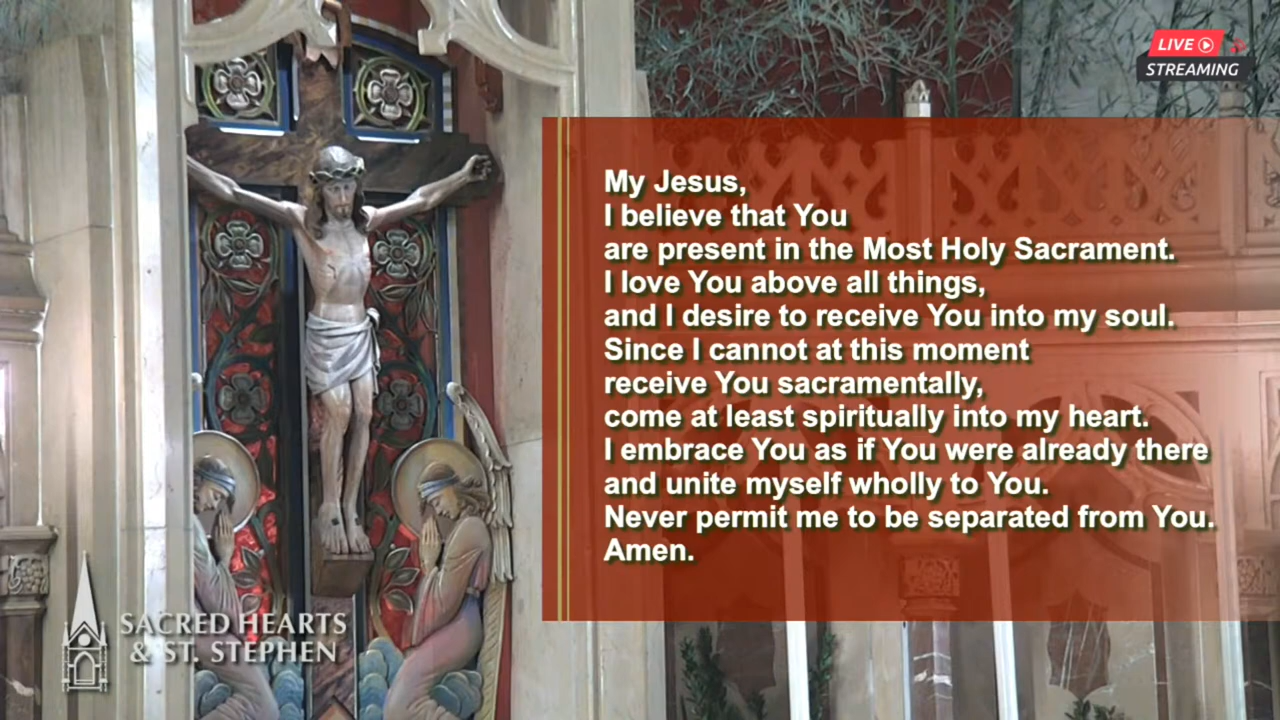 LIVE
STREAMING
My Jesus,
I believe that You
are present in the Most Holy Sacrament.
I love You above all things,
and I desire to receive You into my soul.
Since I cannot at this moment
receive You sacramentally,
come at least spiritually into my heart.
I embrace You as if You were already there
and unite myself wholly to You.
Never permit me to be separated from You.
Amen.
SACRED HEARTS
& ST. STEPHEN